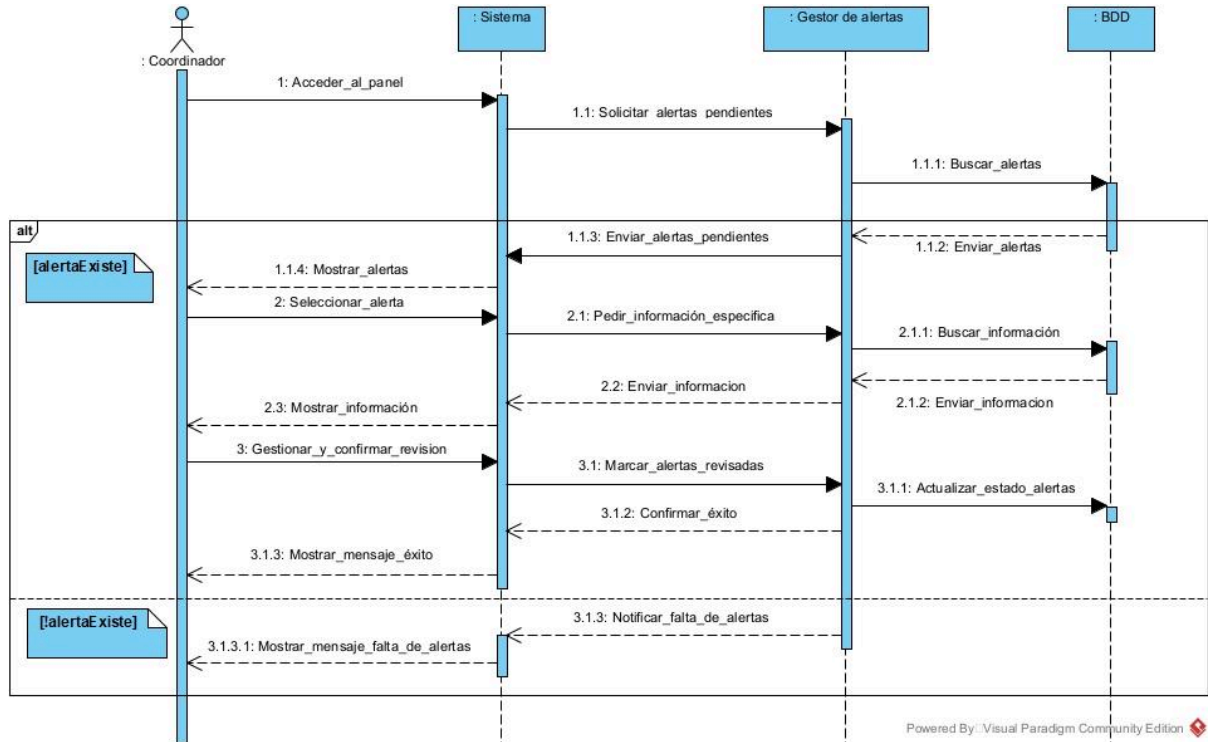 : Coordinador
: Sistema
: Gestor de alertas
: BDD
1: Acceder_al_panel
1.1: Solicitar_alertas_pendientes
1.1.1: Buscar_alertas
alt
[alertaExiste]
1.1.2: Enviar_alertas
1.1.3: Enviar_alertas_pendientes
1.1.4: Mostrar_alertas
2: Seleccionar_alerta
2.1: Pedir_información_especifica
2.1.1: Buscar_información
2.1.2: Enviar_informacion
2.2: Enviar_informacion
2.3: Mostrar_información
3: Gestionar_y_confirmar_revision
3.1: Marcar_alertas_revisadas
3.1.1: Actualizar_estado_alertas
3.1.2: Confirmar_éxito
3.1.3: Mostrar_mensaje_éxito
[!alertaExiste]
3.1.3: Notificar_falta_de_alertas
3.1.3.1: Mostrar_mensaje_falta_de_alertas
Powered By Visual Paradigm Community Edition